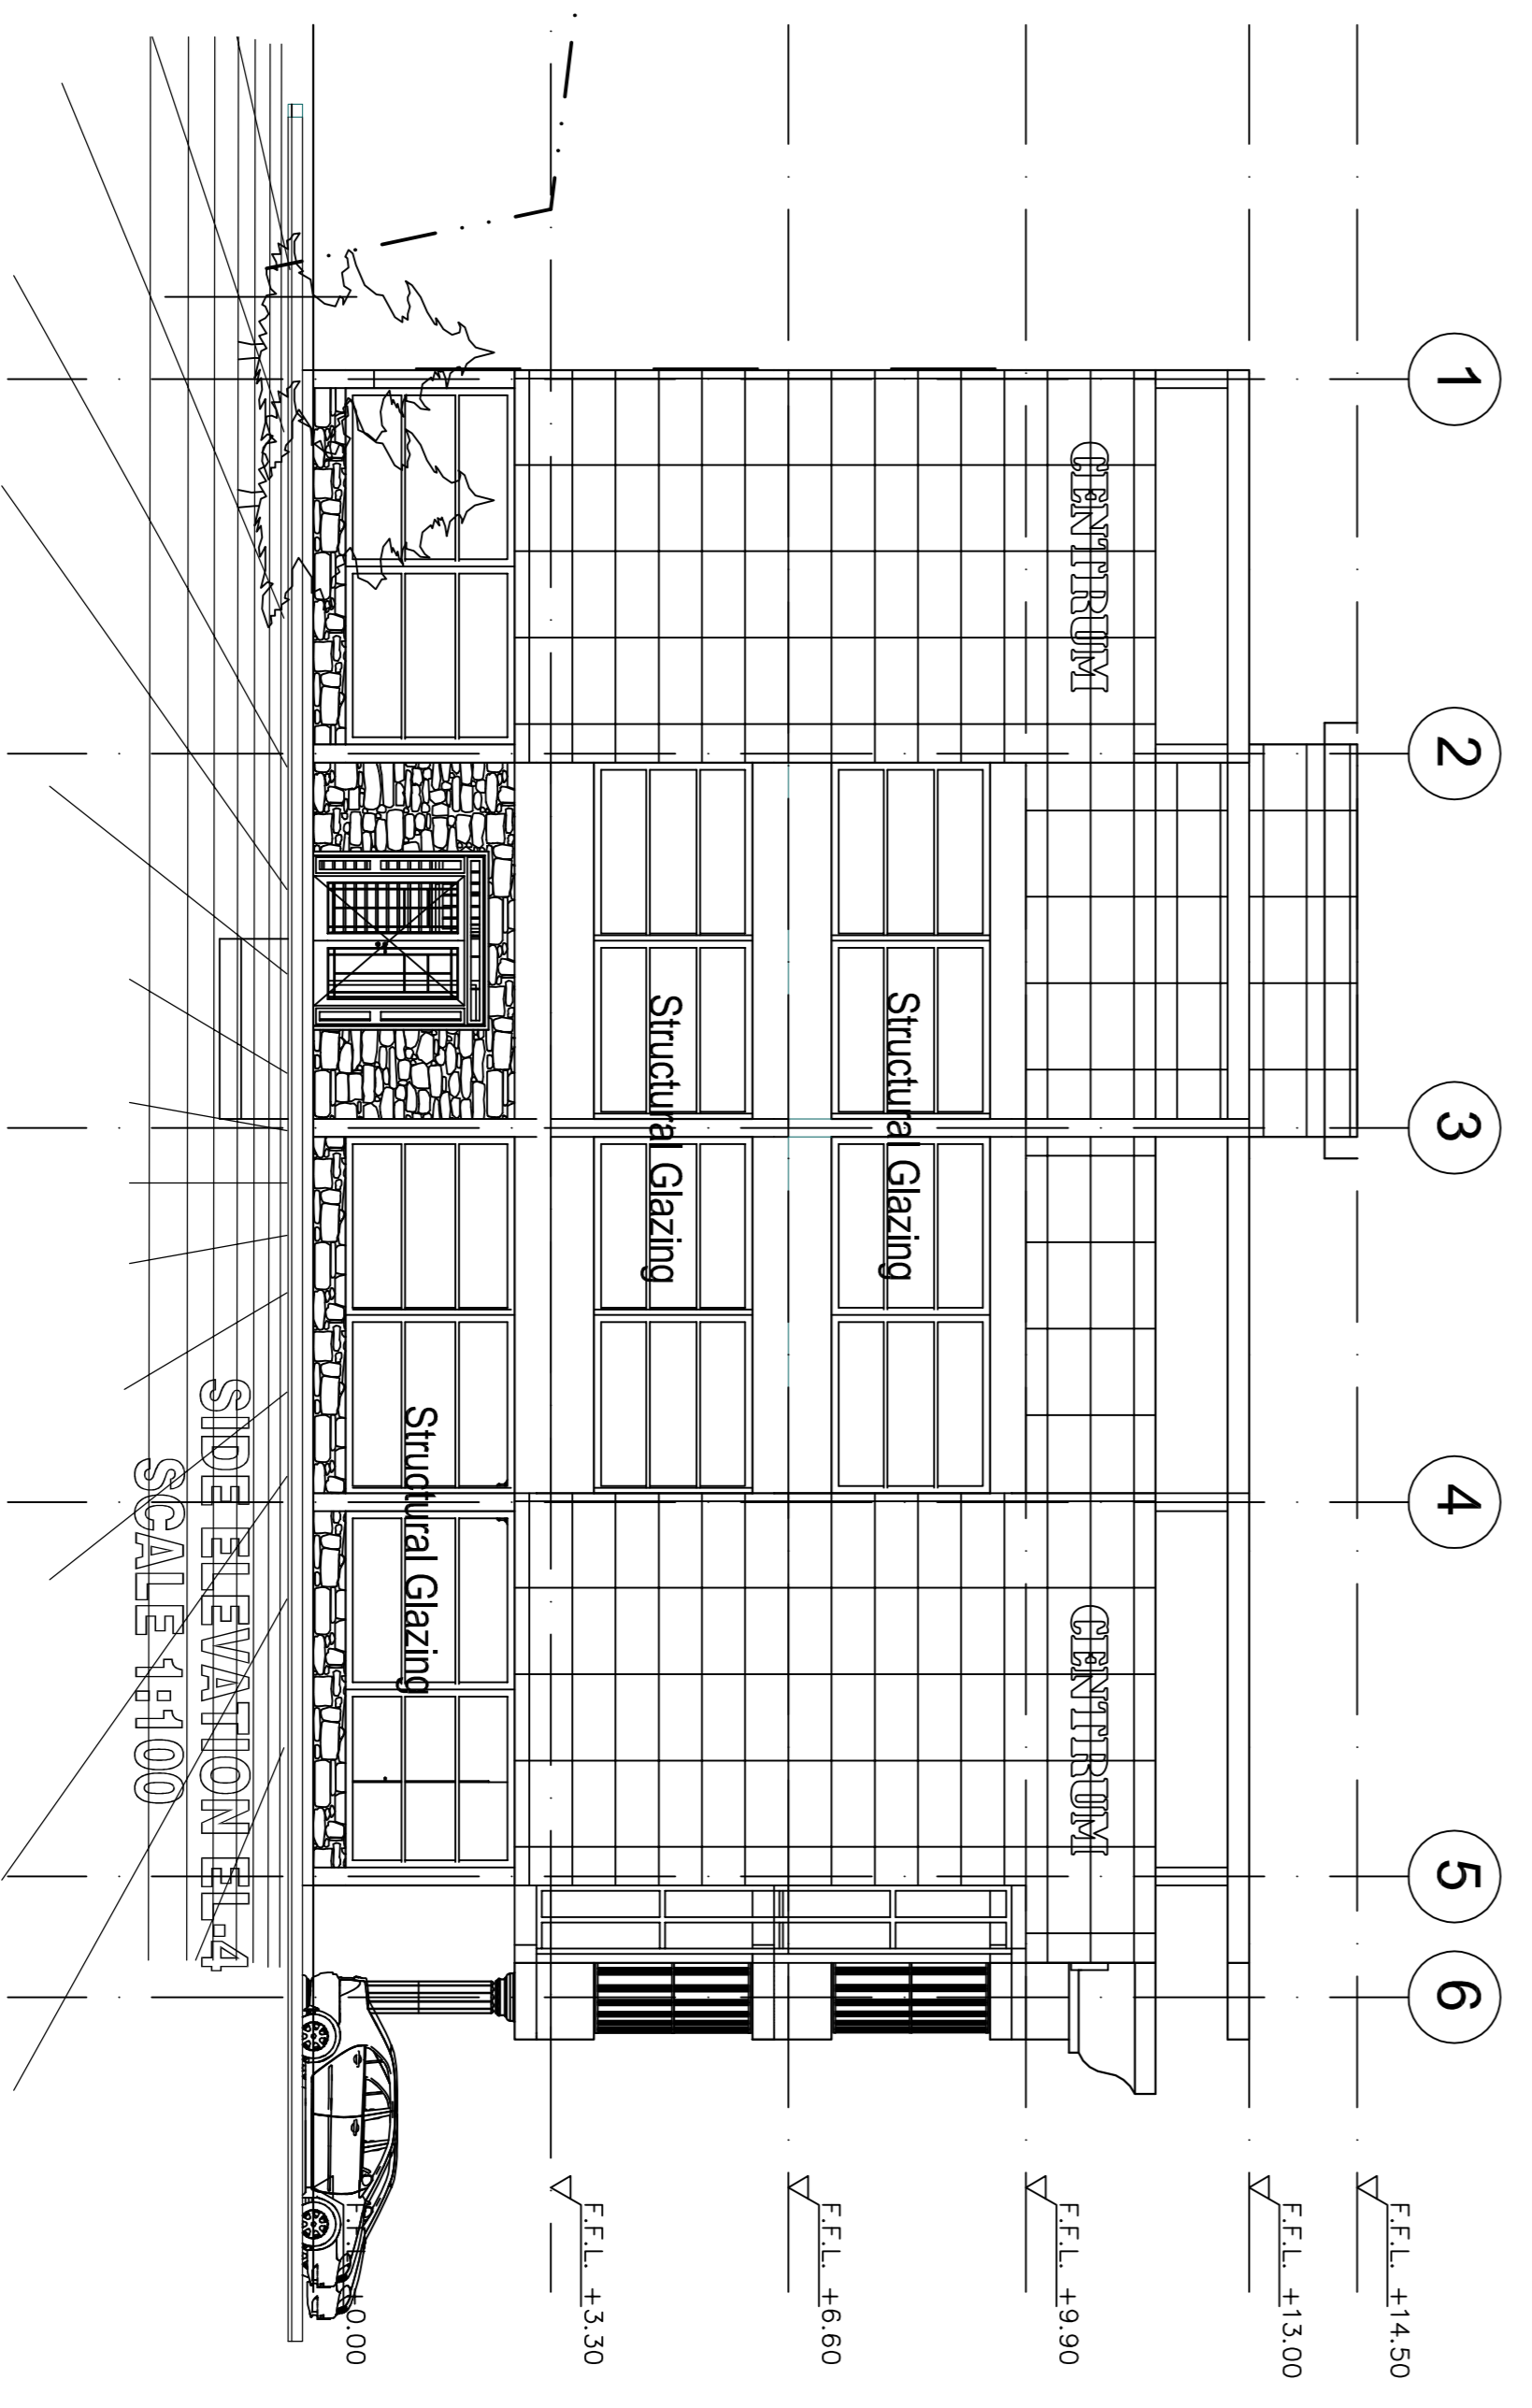 1
2
3
4
5
6
F.F.L. +14.50
F.F.L. +13.00
CENTRUM
CENTRUM
F.F.L. +9.90
Structural Glazing
F.F.L. +6.60
Structural Glazing
F.F.L. +3.30
Structural Glazing
F.F.L. +0.00
SIDE ELEVATION EL.4
SCALE 1:100